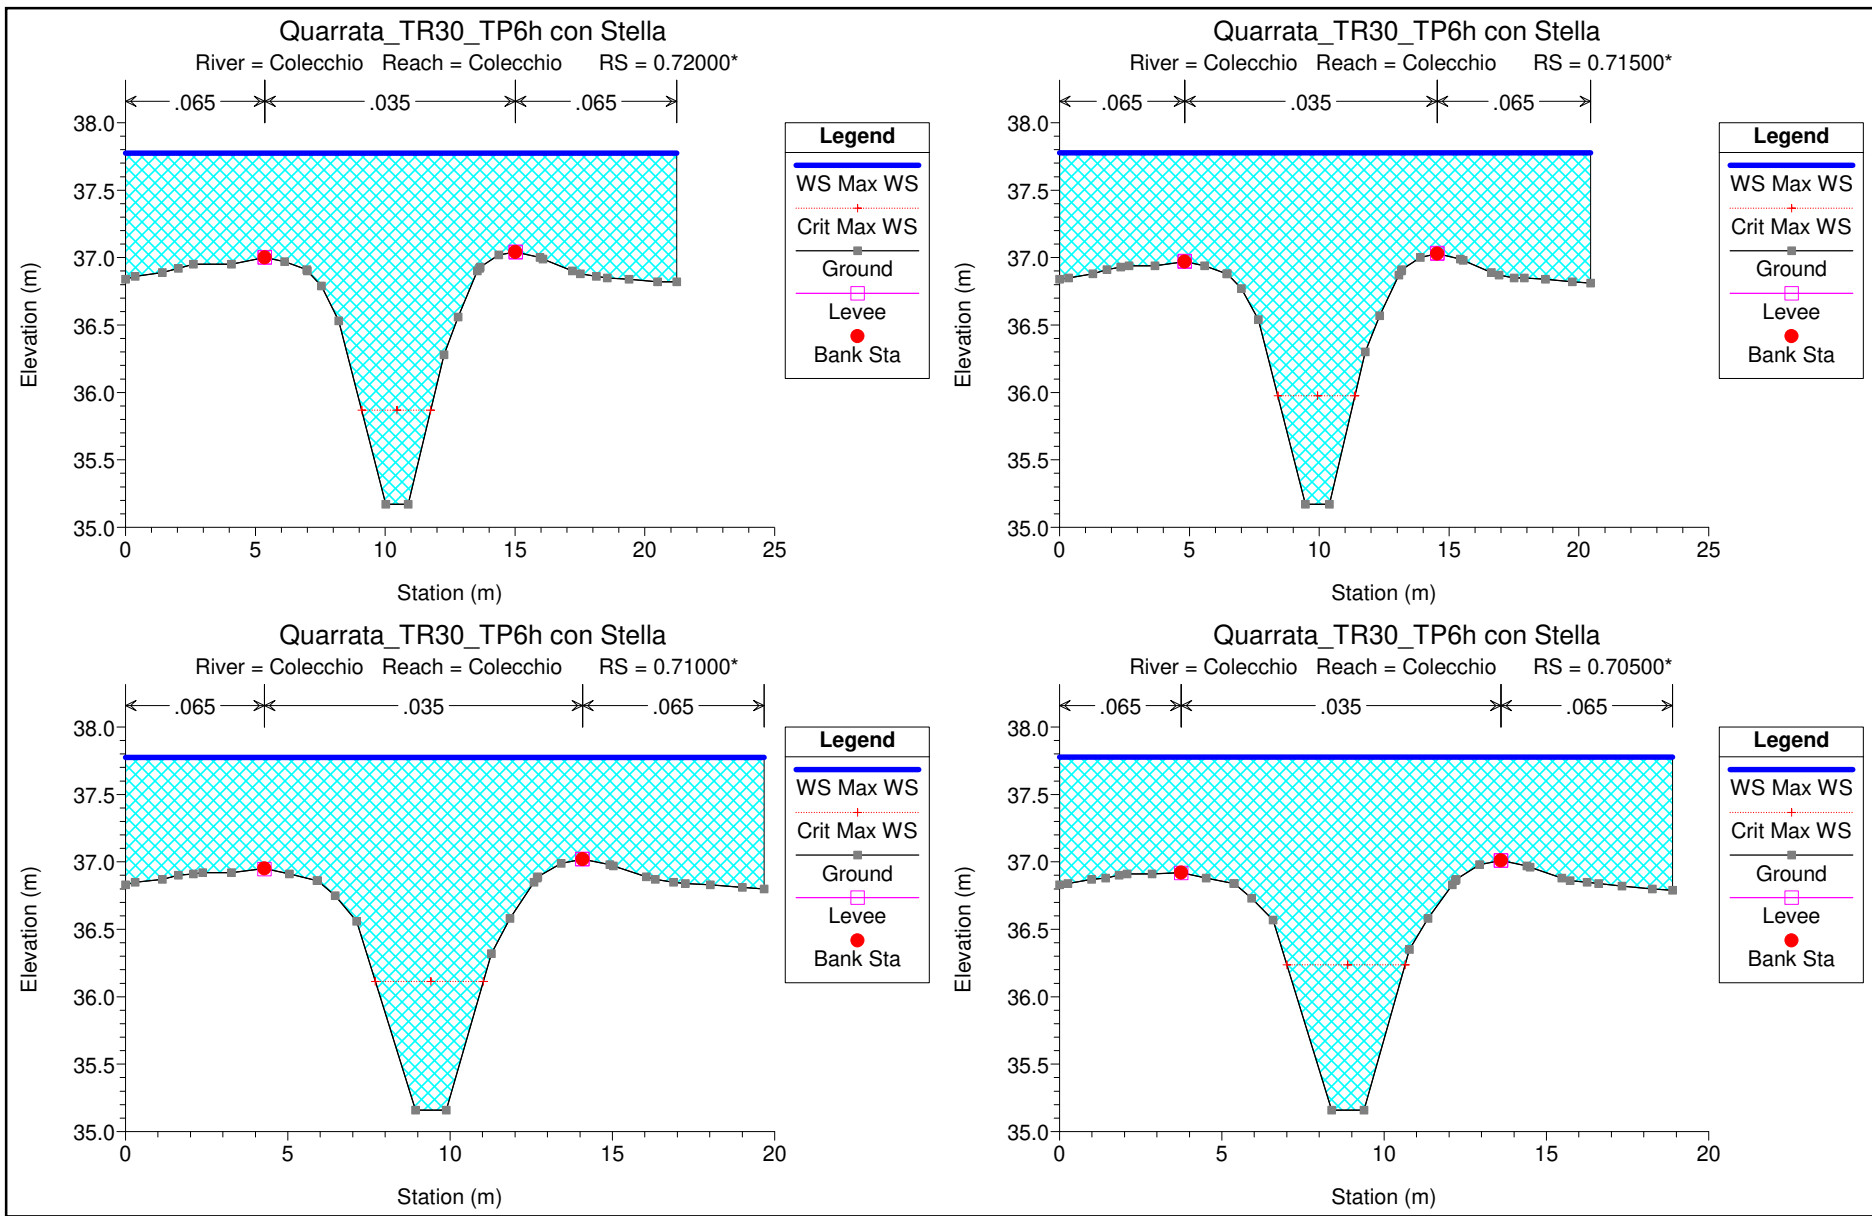 Quarrata_TR30_TP6h con Stella
River = Colecchio Reach = Colecchio RS = 0.72000*
.065 .035 .065
38.0
37.5
37.0
36.5
36.0
35.5
35.0
Elevation (m)
0 5 10 15 20 25
Station (m)
Legend
WS Max WS
Crit Max WS
Ground
Levee
Bank Sta
Quarrata_TR30_TP6h con Stella
River = Colecchio Reach = Colecchio RS = 0.71500*
.065 .035 .065
38.0
37.5
37.0
36.5
36.0
35.5
35.0
Elevation (m)
0 5 10 15 20 25
Station (m)
Legend
WS Max WS
Crit Max WS
Ground
Levee
Bank Sta
Quarrata_TR30_TP6h con Stella
River = Colecchio Reach = Colecchio RS = 0.71000*
.065 .035 .065
38.0
37.5
37.0
36.5
36.0
35.5
35.0
Elevation (m)
0 5 10 15 20
Station (m)
Legend
WS Max WS
Crit Max WS
Ground
Levee
Bank Sta
Quarrata_TR30_TP6h con Stella
River = Colecchio Reach = Colecchio RS = 0.70500*
.065 .035 .065
38.0
37.5
37.0
36.5
36.0
35.5
35.0
Elevation (m)
0 5 10 15 20
Station (m)
Legend
WS Max WS
Crit Max WS
Ground
Levee
Bank Sta